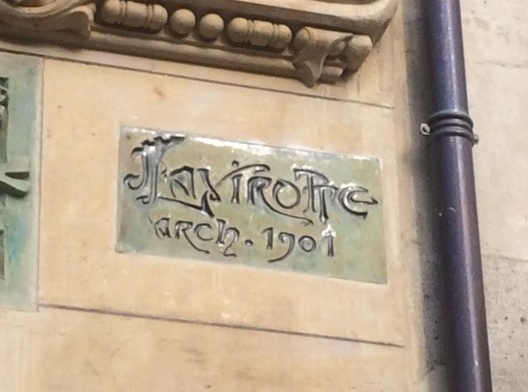 J. Lavirotte
arch. 1901